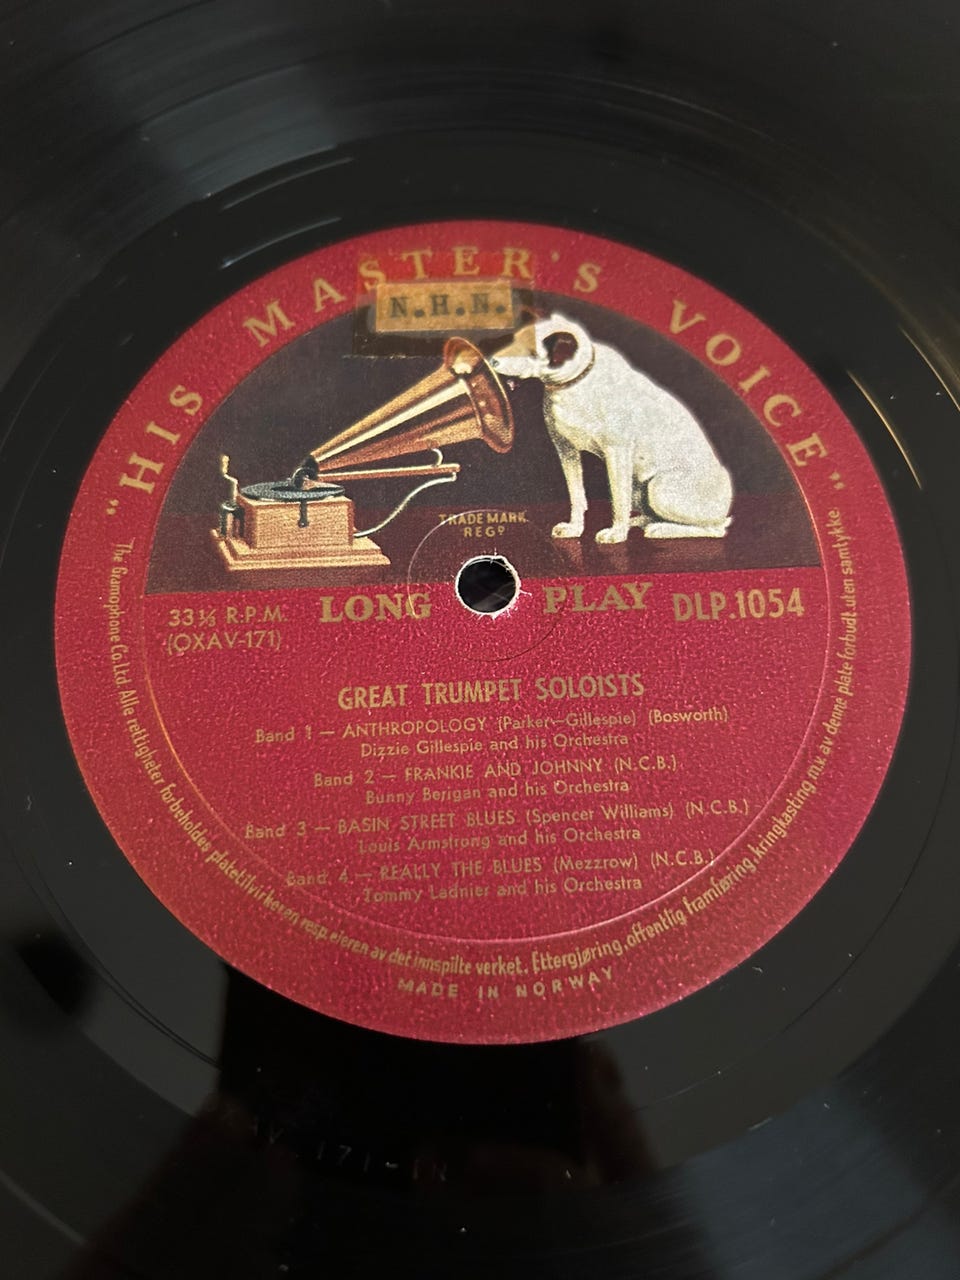 "HIS MASTER'S VOICE"
N.H.N.
TRADE MARK
REGD
33⅓ R.P.M.
(OXAV-171)
LONG PLAY
DLP.1054
GREAT TRUMPET SOLOISTS
Band 1 — ANTHROPOLOGY (Parker—Gillespie) (Bosworth)
Dizzie Gillespie and his Orchestra
Band 2 — FRANKIE AND JOHNNY (N.C.B.)
Bunny Berigan and his Orchestra
Band 3 — BASIN STREET BLUES (Spencer Williams) (N.C.B.)
Louis Armstrong and his Orchestra
Band 4 — REALLY THE BLUES (Mezzrow) (N.C.B.)
Tommy Ladnier and his Orchestra
The Gramophone Co. Ltd Alle rettigheter forbeholdes platetilvirkeren resp. eieren av det innspilte verket. Ettergjøring, offentlig framføring, kringkasting m.v. av denne plate forbudt uten samtykke.
MADE IN NORWAY
171-1N